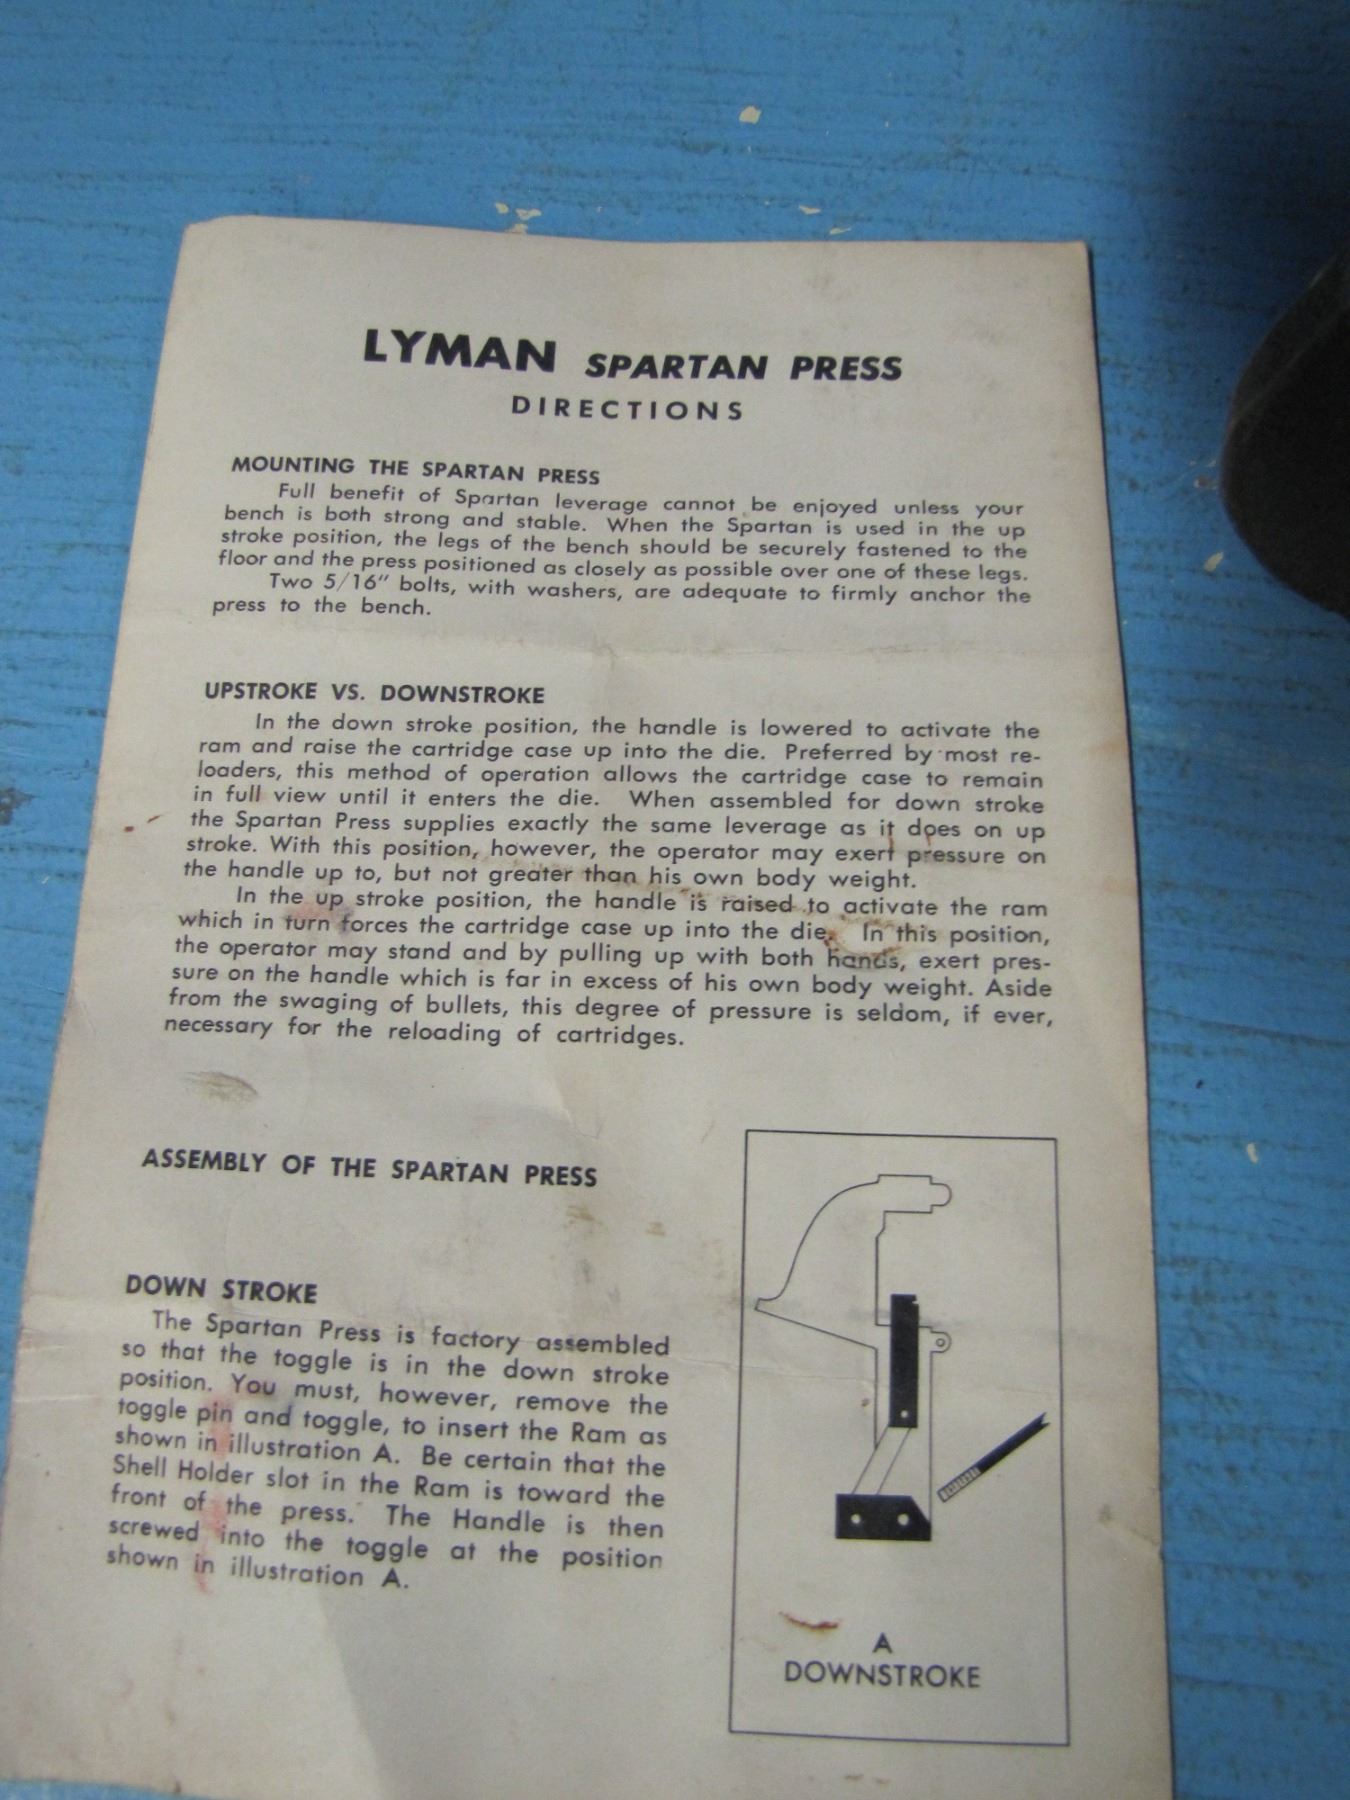 LYMAN SPARTAN PRESS
DIRECTIONS
MOUNTING THE SPARTAN PRESS
Full benefit of Spartan leverage cannot be enjoyed unless your
bench is both strong and stable. When the Spartan is used in the up
stroke position, the legs of the bench should be securely fastened to the
floor and the press positioned as closely as possible over one of these legs.
Two 5/16" bolts, with washers, are adequate to firmly anchor the
press to the bench.
UPSTROKE VS. DOWNSTROKE
In the down stroke position, the handle is lowered to activate the
ram and raise the cartridge case up into the die. Preferred by most re-
loaders, this method of operation allows the cartridge case to remain
in full view until it enters the die. When assembled for down stroke
the Spartan Press supplies exactly the same leverage as it does on up
stroke. With this position, however, the operator may exert pressure on
the handle up to, but not greater than his own body weight.
In the up stroke position, the handle is raised to activate the ram
which in turn forces the cartridge case up into the die. In this position,
the operator may stand and by pulling up with both hands, exert pres-
sure on the handle which is far in excess of his own body weight. Aside
from the swaging of bullets, this degree of pressure is seldom, if ever,
necessary for the reloading of cartridges.
ASSEMBLY OF THE SPARTAN PRESS
DOWN STROKE
The Spartan Press is factory assembled
so that the toggle is in the down stroke
position. You must, however, remove the
toggle pin and toggle, to insert the Ram as
shown in illustration A. Be certain that the
Shell Holder slot in the Ram is toward the
front of the press. The Handle is then
screwed into the toggle at the position
shown in illustration A.
A
DOWNSTROKE